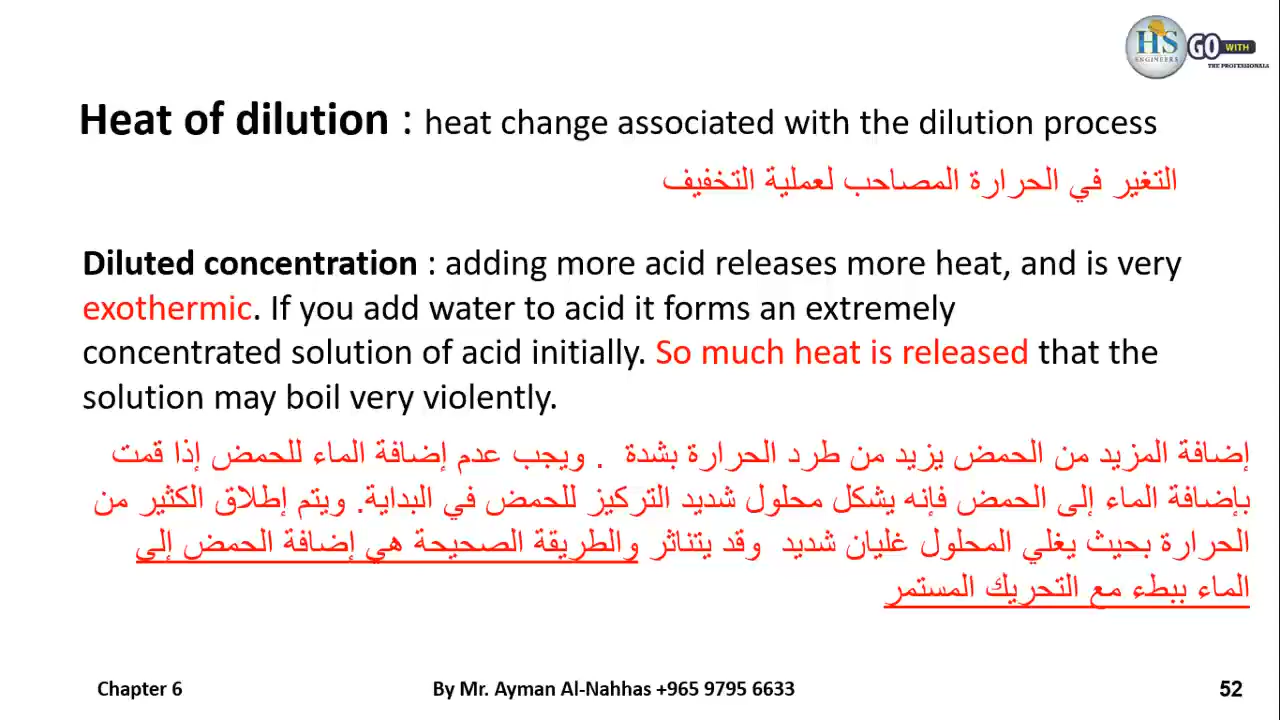 HS
ENGINEERS
GO WITH
THE PROFESSIONALS
Heat of dilution : heat change associated with the dilution process
التغير في الحرارة المصاحب لعملية التخفيف
Diluted concentration : adding more acid releases more heat, and is very
exothermic. If you add water to acid it forms an extremely
concentrated solution of acid initially. So much heat is released that the
solution may boil very violently.
إضافة المزيد من الحمض يزيد من طرد الحرارة بشدة . ويجب عدم إضافة الماء للحمض إذا قمت
بإضافة الماء إلى الحمض فإنه يشكل محلول شديد التركيز للحمض في البداية. ويتم إطلاق الكثير من
الحرارة بحيث يغلي المحلول غليان شديد وقد يتناثر والطريقة الصحيحة هي إضافة الحمض إلى
الماء ببطء مع التحريك المستمر
Chapter 6 By Mr. Ayman Al-Nahhas +965 9795 6633 52